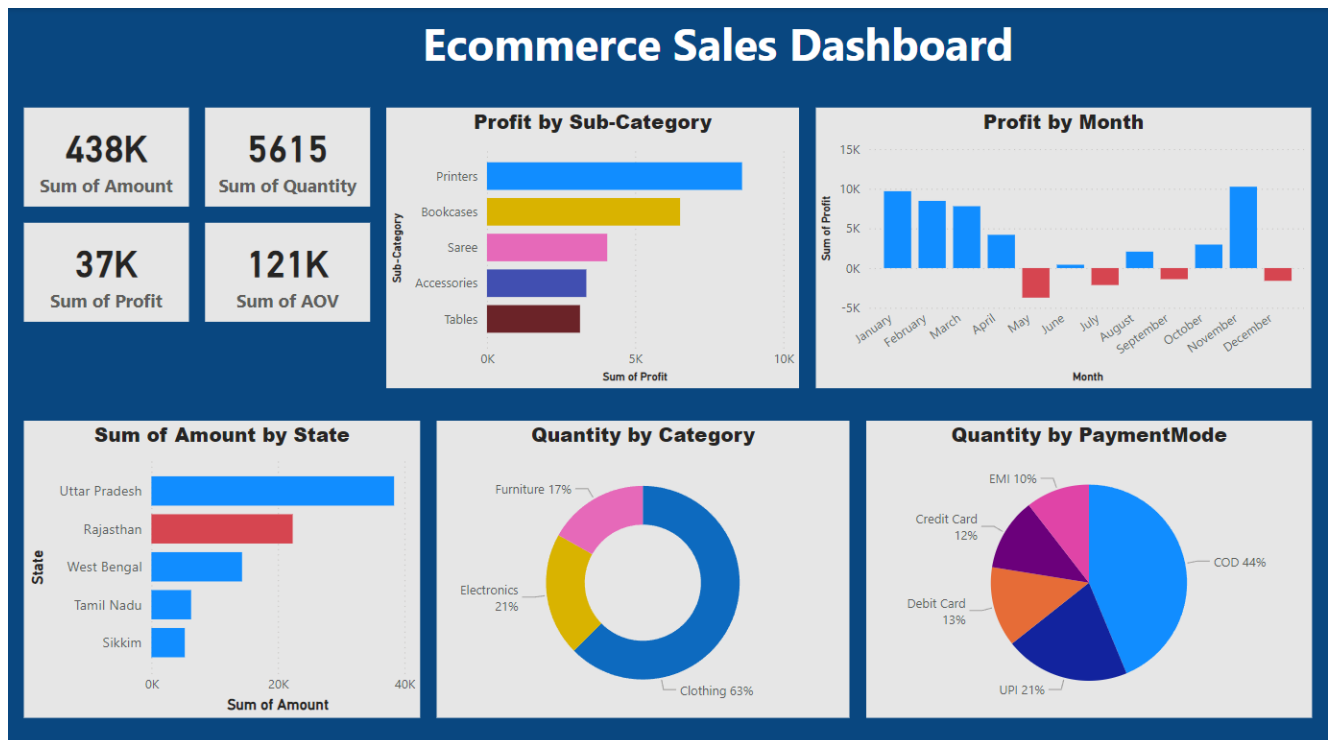 Ecommerce Sales Dashboard
438K
Sum of Amount
5615
Sum of Quantity
37K
Sum of Profit
121K
Sum of AOV
Profit by Sub-Category
Sub-Category
Printers
Bookcases
Saree
Accessories
Tables
0K 5K 10K
Sum of Profit
Profit by Month
Sum of Profit
15K
10K
5K
0K
-5K
January February March April May June July August September October November December
Month
Sum of Amount by State
State
Uttar Pradesh
Rajasthan
West Bengal
Tamil Nadu
Sikkim
0K 20K 40K
Sum of Amount
Quantity by Category
Furniture 17%
Electronics
21%
Clothing 63%
Quantity by PaymentMode
EMI 10%
Credit Card
12%
Debit Card
13%
UPI 21%
COD 44%